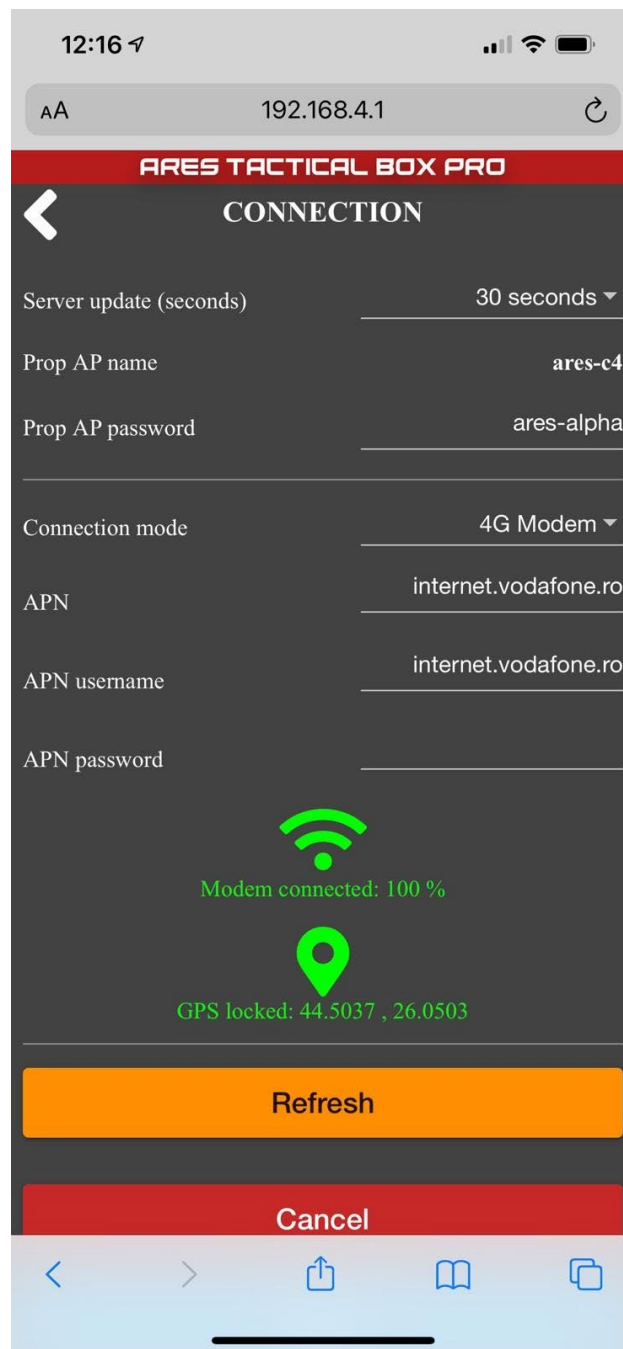 12:16
AA 192.168.4.1
ARES TACTICAL BOX PRO
CONNECTION
Server update (seconds) 30 seconds
Prop AP name ares-c4
Prop AP password ares-alpha
Connection mode 4G Modem
APN internet.vodafone.ro
APN username internet.vodafone.ro
APN password
Modem connected: 100 %
GPS locked: 44.5037 , 26.0503
Refresh
Cancel